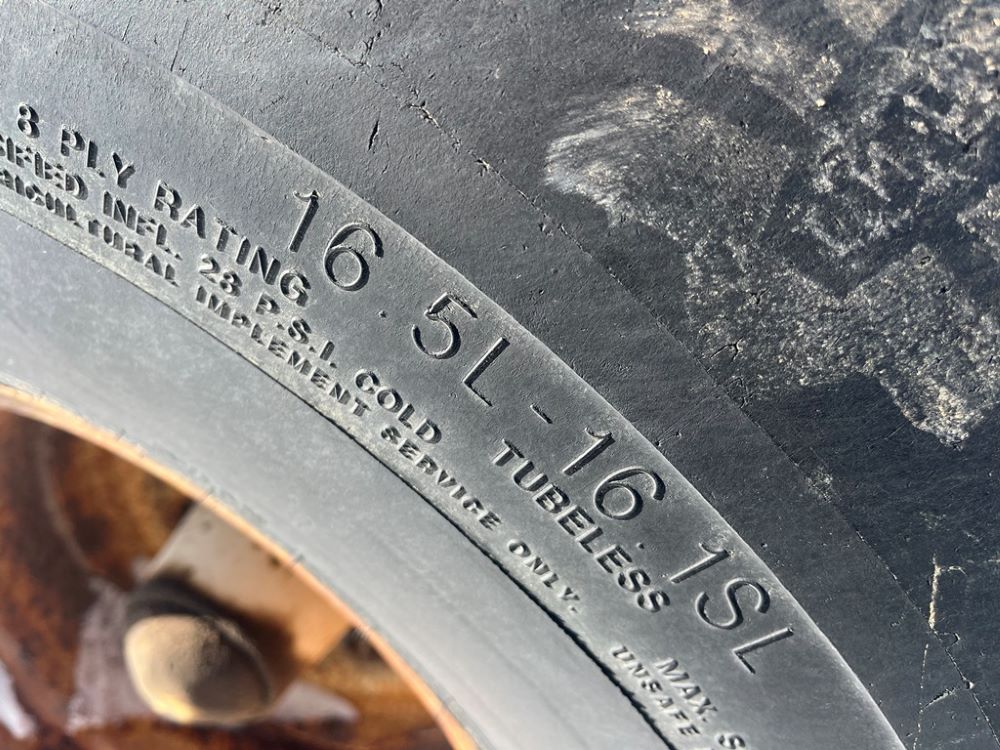 16.5L-16.1SL
8 PLY RATING TUBELESS MAX.
INFL. 28 P.S.I. COLD
IMPLEMENT SERVICE ONLY. UNSAFE